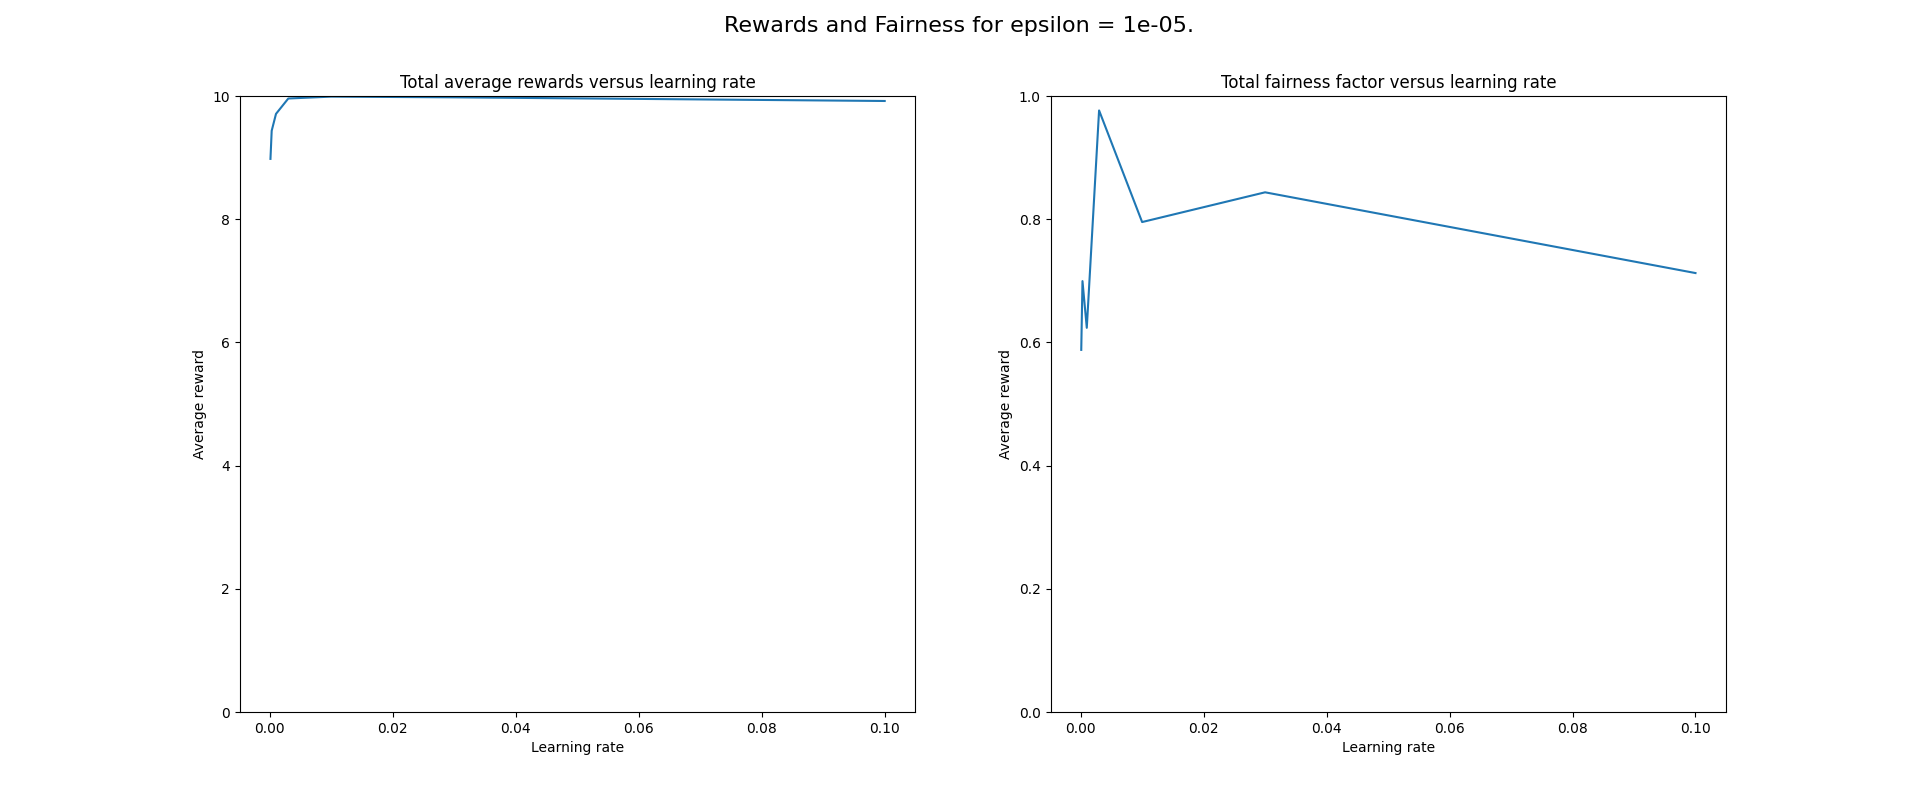 Rewards and Fairness for epsilon = 1e-05.
Total average rewards versus learning rate
10
8
6
4
2
0
Average reward
0.00 0.02 0.04 0.06 0.08 0.10
Learning rate
Total fairness factor versus learning rate
1.0
0.8
0.6
0.4
0.2
0.0
Average reward
0.00 0.02 0.04 0.06 0.08 0.10
Learning rate